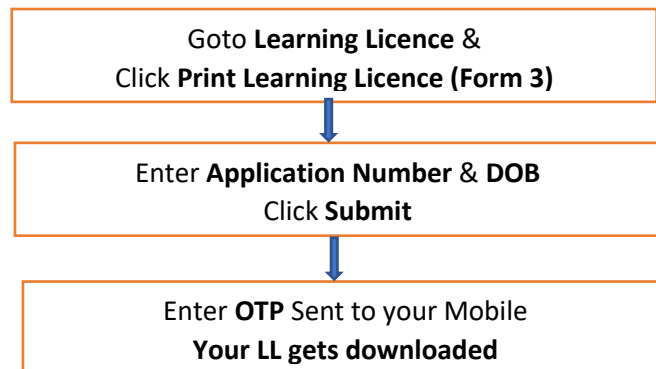 Goto Learning Licence &
Click Print Learning Licence (Form 3)
Enter Application Number & DOB
Click Submit
Enter OTP Sent to your Mobile
Your LL gets downloaded